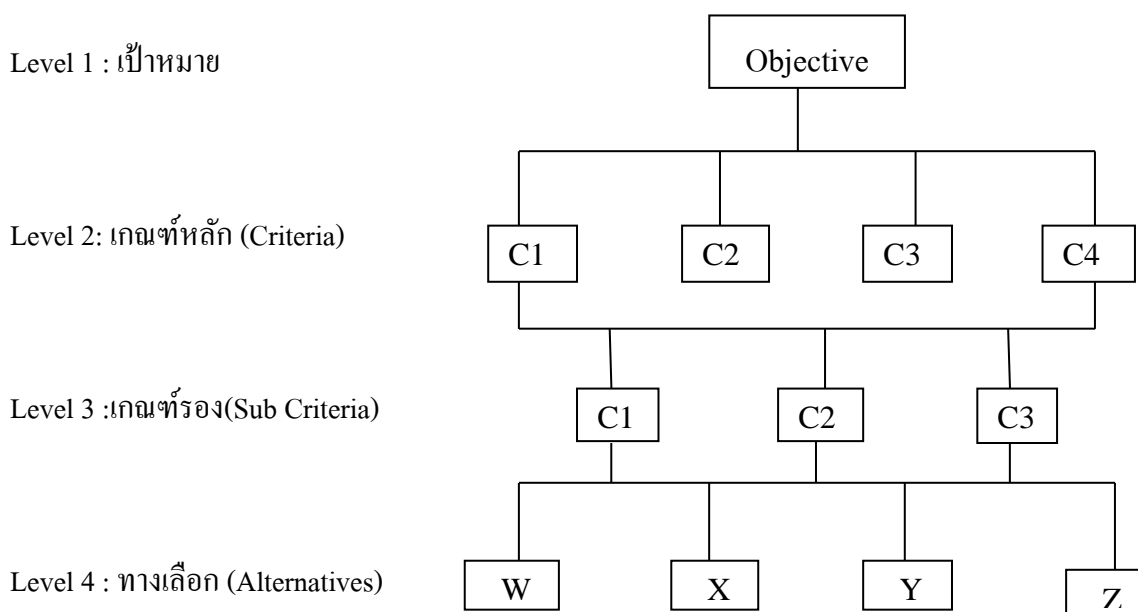 Level 1 : เป้าหมาย
Objective
Level 2: เกณฑ์หลัก (Criteria)
C1 C2 C3 C4
Level 3 :เกณฑ์รอง(Sub Criteria)
C1 C2 C3
Level 4 : ทางเลือก (Alternatives)
W X Y Z